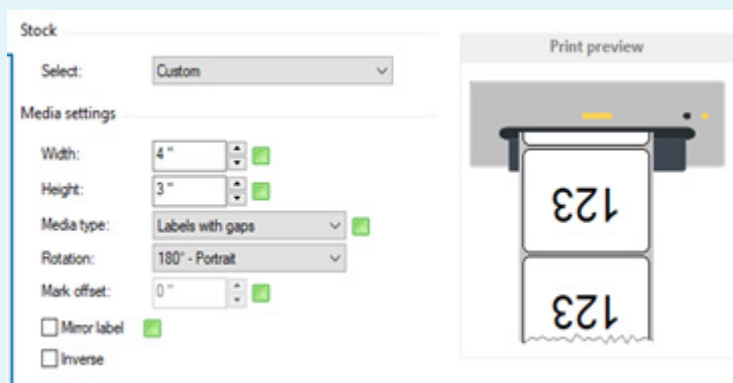 Stock
Select: Custom
Media settings
Width: 4 "
Height: 3 "
Media type: Labels with gaps
Rotation: 180° - Portrait
Mark offset: 0 "
Mirror label
Inverse
Print preview
123
123